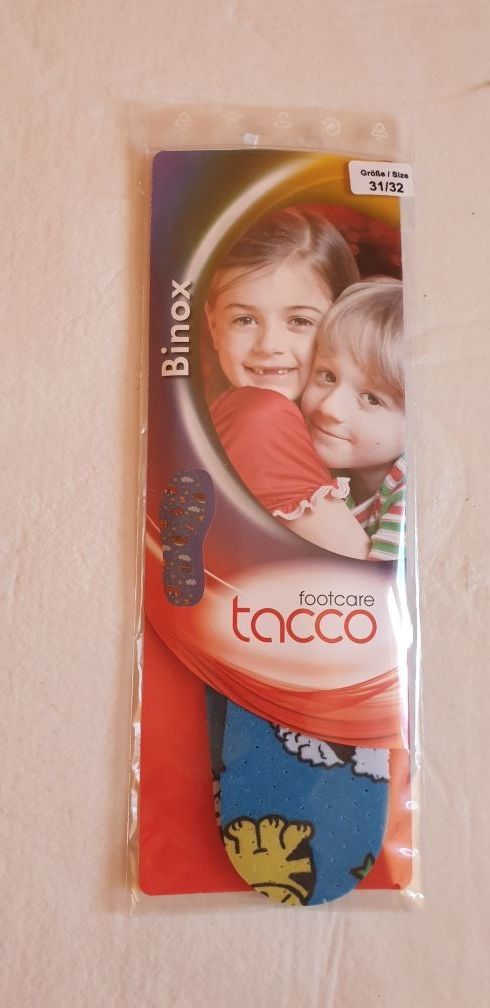 Größe / Size
31/32
Binox
footcare
tacco